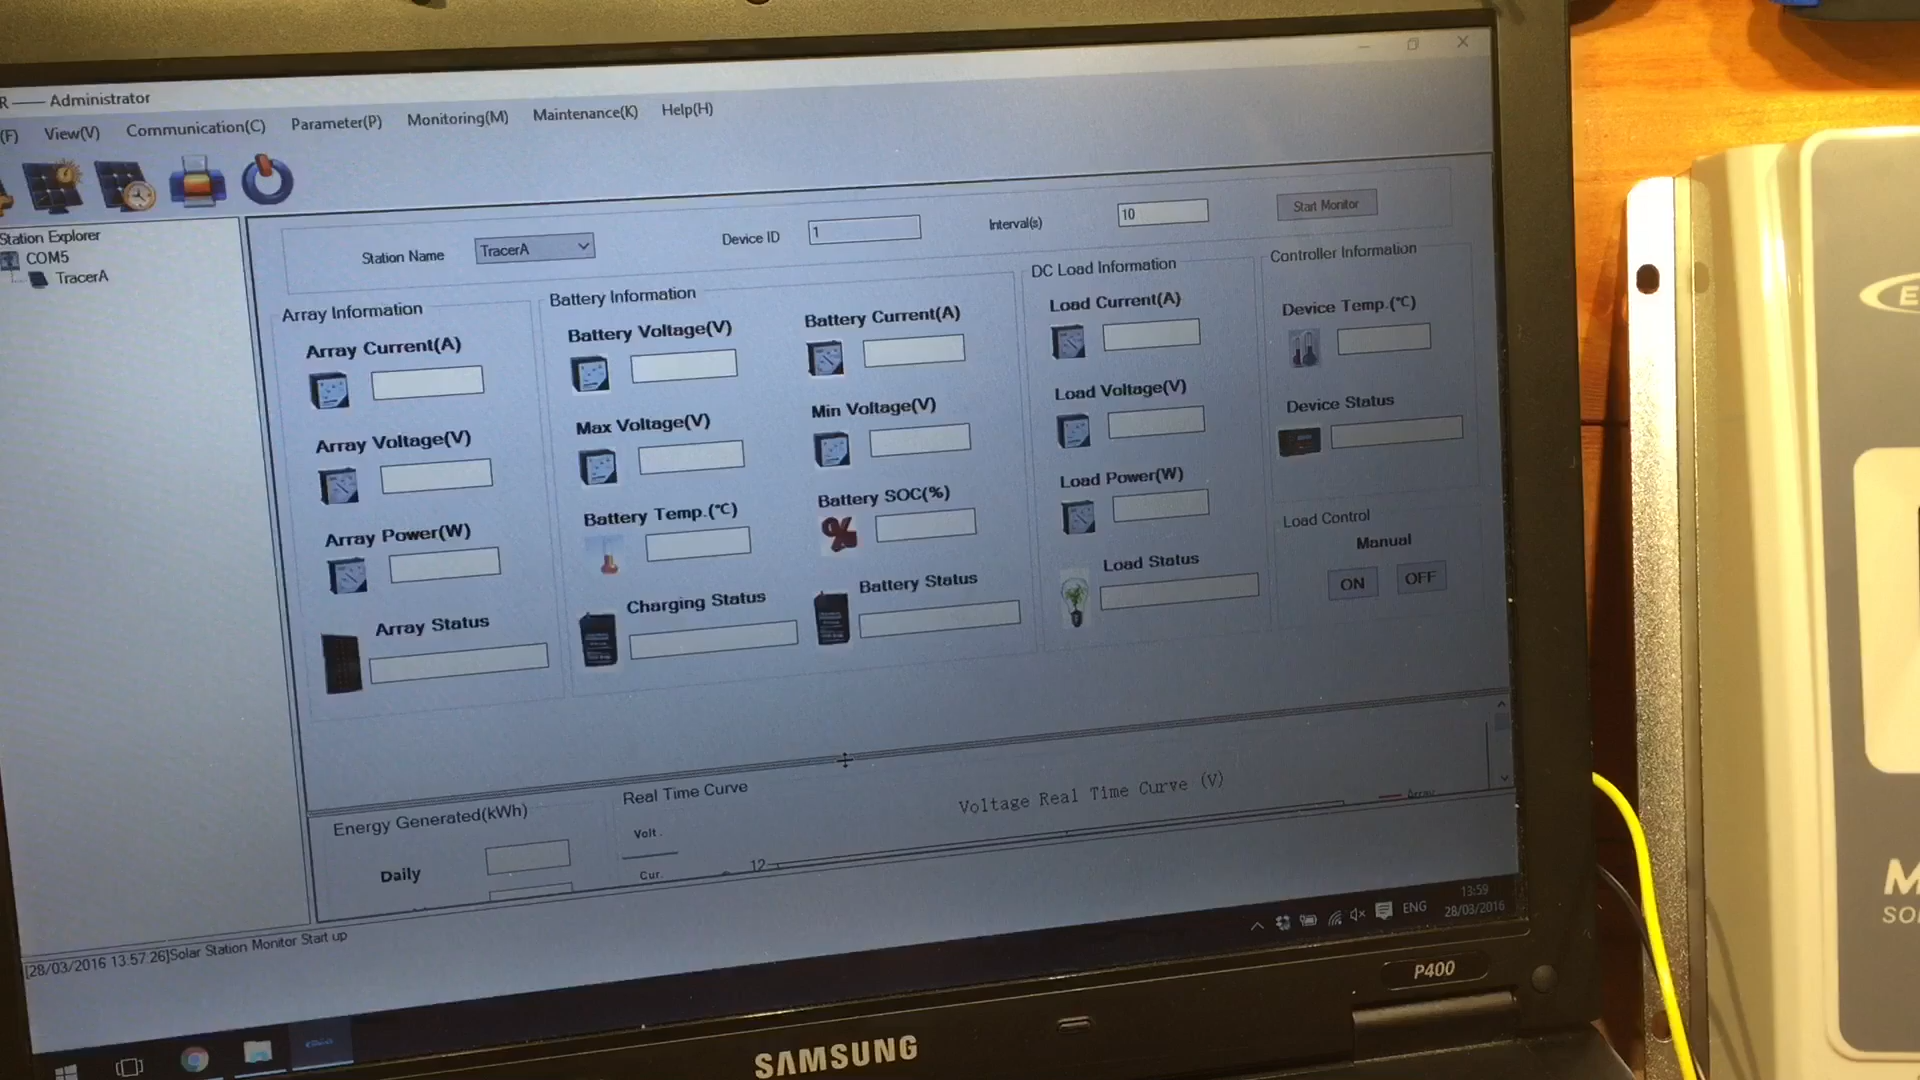 R —— Administrator
(F) View(V) Communication(C) Parameter(P) Monitoring(M) Maintenance(K) Help(H)
Station Explorer
COM5
TracerA
Station Name TracerA Device ID 1 Interval(s) 10 Start Monitor
Array Information
Array Current(A)
Array Voltage(V)
Array Power(W)
Array Status
Battery Information
Battery Voltage(V) Battery Current(A)
Max Voltage(V) Min Voltage(V)
Battery Temp.(℃) Battery SOC(%)
Charging Status Battery Status
DC Load Information
Load Current(A)
Load Voltage(V)
Load Power(W)
Load Status
Controller Information
Device Temp.(℃)
Device Status
Load Control
Manual
ON OFF
Energy Generated(kWh)
Daily
Real Time Curve
Volt.
Cur.
Voltage Real Time Curve (V)
12
[28/03/2016 13:57:26]Solar Station Monitor Start up
ENG
13:59
28/03/2016
P400
SAMSUNG
E
M
SO